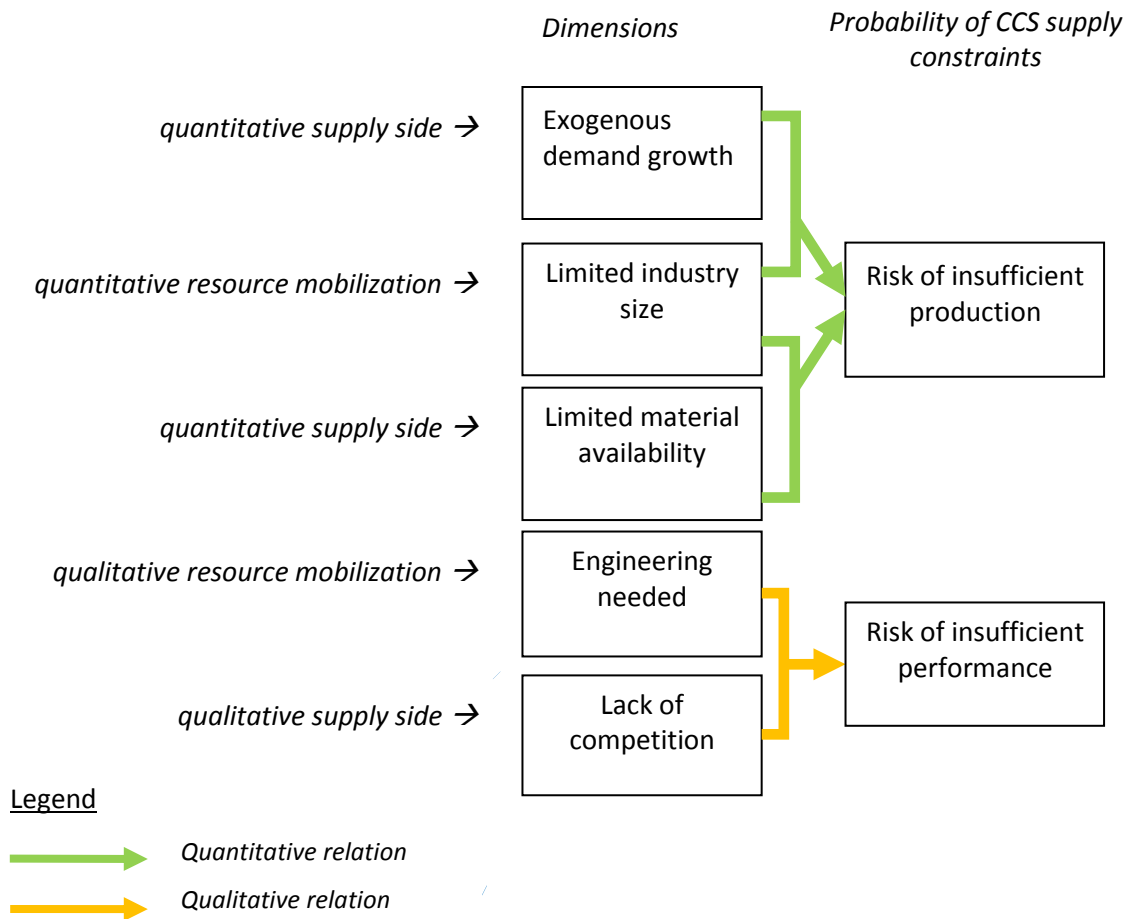 Dimensions
Probability of CCS supply
constraints
quantitative supply side →
Exogenous
demand growth
quantitative resource mobilization →
Limited industry
size
Risk of insufficient
production
quantitative supply side →
Limited material
availability
qualitative resource mobilization →
Engineering
needed
Risk of insufficient
performance
qualitative supply side →
Lack of
competition
Legend
Quantitative relation
Qualitative relation